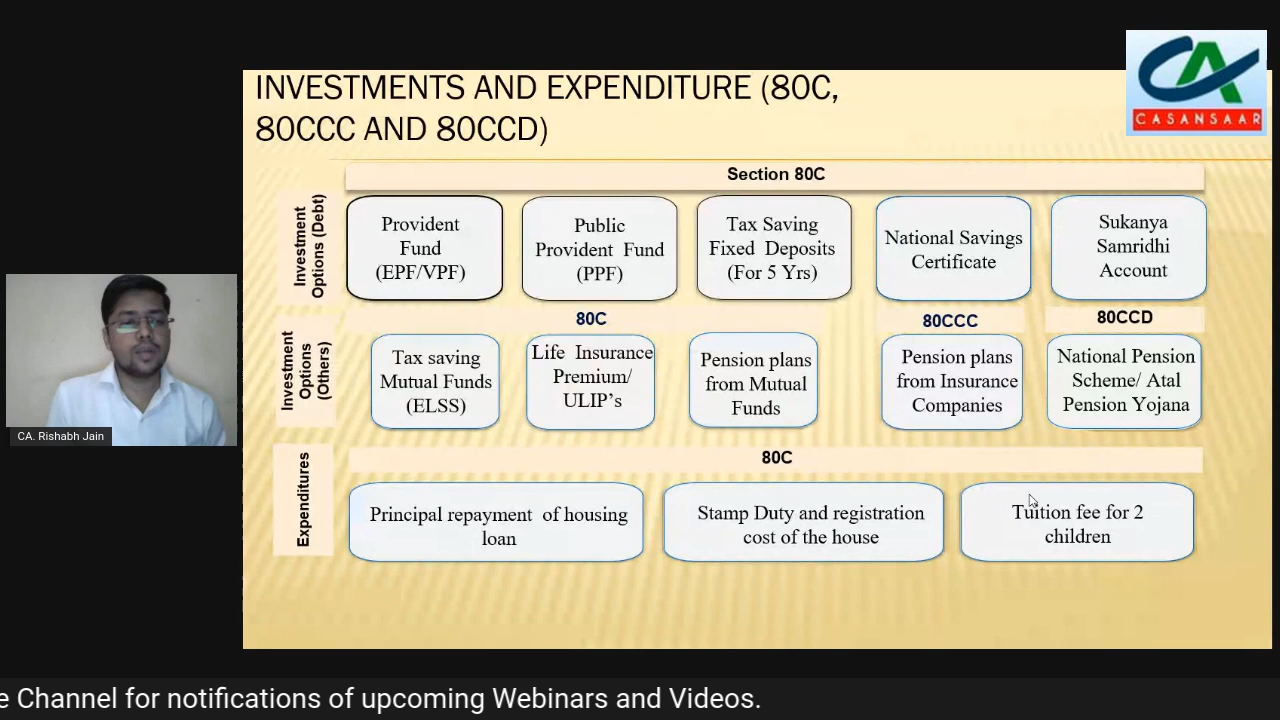 INVESTMENTS AND EXPENDITURE (80C,
80CCC AND 80CCD)
CA
CASANSAAR
Section 80C
Investment
Options (Debt)
Provident
Fund
(EPF/VPF)
Public
Provident Fund
(PPF)
Tax Saving
Fixed Deposits
(For 5 Yrs)
National Savings
Certificate
Sukanya
Samridhi
Account
80C
80CCC
80CCD
Investment
Options
(Others)
Tax saving
Mutual Funds
(ELSS)
Life Insurance
Premium/
ULIP's
Pension plans
from Mutual
Funds
Pension plans
from Insurance
Companies
National Pension
Scheme/ Atal
Pension Yojana
80C
Expenditures
Principal repayment of housing
loan
Stamp Duty and registration
cost of the house
Tuition fee for 2
children
CA. Rishabh Jain
e Channel for notifications of upcoming Webinars and Videos.